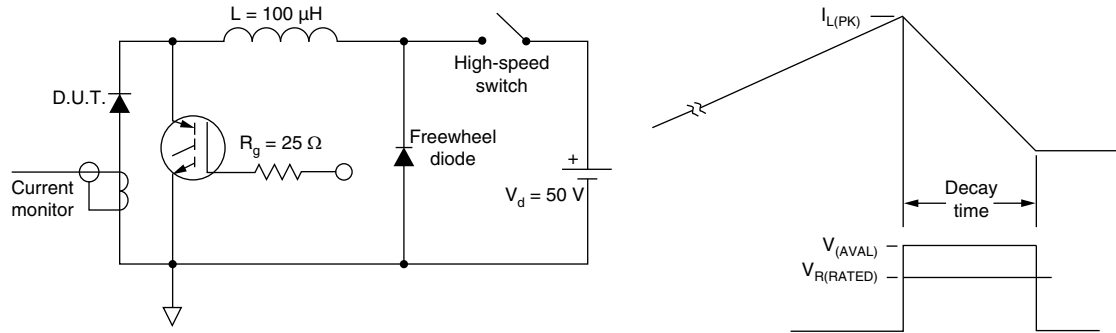 L = 100 µH
D.U.T.
High-speed
switch
R_g = 25 Ω
Freewheel
diode
+
Current
monitor
V_d = 50 V
I_L(PK)
Decay
time
V_(AVAL)
V_R(RATED)